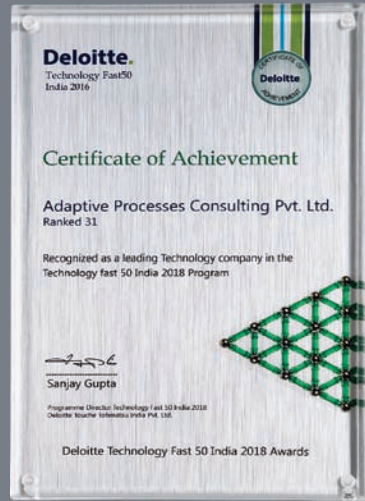 Deloitte.
Technology Fast50
India 2016
CERTIFICATE OF
Deloitte
ACHIEVEMENT
Certificate of Achievement
Adaptive Processes Consulting Pvt. Ltd.
Ranked 31
Recognized as a leading Technology company in the
Technology fast 50 India 2018 Program
Sanjay Gupta
Programme Director Technology Fast 50 India 2018
Deloitte Touche Tohmatsu India Pvt. Ltd.
Deloitte Technology Fast 50 India 2018 Awards